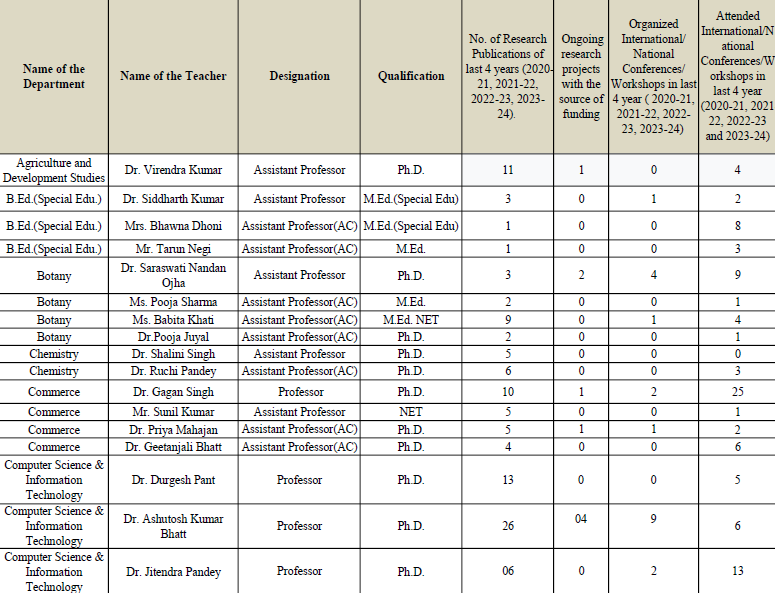 Name of the Department | Name of the Teacher | Designation | Qualification | No. of Research Publications of last 4 years (2020-21, 2021-22, 2022-23, 2023-24). | Ongoing research projects with the source of funding | Organized International/ National Conferences/ Workshops in last 4 year ( 2020-21, 2021-22, 2022-23, 2023-24) | Attended International/National Conferences/Workshops in last 4 year (2020-21, 2021-22, 2022-23 and 2023-24)
Agriculture and Development Studies | Dr. Virendra Kumar | Assistant Professor | Ph.D. | 11 | 1 | 0 | 4
B.Ed.(Special Edu.) | Dr. Siddharth Kumar | Assistant Professor | M.Ed.(Special Edu) | 3 | 0 | 1 | 2
B.Ed.(Special Edu.) | Mrs. Bhawna Dhoni | Assistant Professor(AC) | M.Ed.(Special Edu) | 1 | 0 | 0 | 8
B.Ed.(Special Edu.) | Mr. Tarun Negi | Assistant Professor(AC) | M.Ed. | 1 | 0 | 0 | 3
Botany | Dr. Saraswati Nandan Ojha | Assistant Professor | Ph.D. | 3 | 2 | 4 | 9
Botany | Ms. Pooja Sharma | Assistant Professor(AC) | M.Ed. | 2 | 0 | 0 | 1
Botany | Ms. Babita Khati | Assistant Professor(AC) | M.Ed. NET | 9 | 0 | 1 | 4
Botany | Dr.Pooja Juyal | Assistant Professor(AC) | Ph.D. | 2 | 0 | 0 | 1
Chemistry | Dr. Shalini Singh | Assistant Professor | Ph.D. | 5 | 0 | 0 | 0
Chemistry | Dr. Ruchi Pandey | Assistant Professor(AC) | Ph.D. | 6 | 0 | 0 | 3
Commerce | Dr. Gagan Singh | Professor | Ph.D. | 10 | 1 | 2 | 25
Commerce | Mr. Sunil Kumar | Assistant Professor | NET | 5 | 0 | 0 | 1
Commerce | Dr. Priya Mahajan | Assistant Professor(AC) | Ph.D. | 5 | 1 | 1 | 2
Commerce | Dr. Geetanjali Bhatt | Assistant Professor(AC) | Ph.D. | 4 | 0 | 0 | 6
Computer Science & Information Technology | Dr. Durgesh Pant | Professor | Ph.D. | 13 | 0 | 0 | 5
Computer Science & Information Technology | Dr. Ashutosh Kumar Bhatt | Professor | Ph.D. | 26 | 04 | 9 | 6
Computer Science & Information Technology | Dr. Jitendra Pandey | Professor | Ph.D. | 06 | 0 | 2 | 13